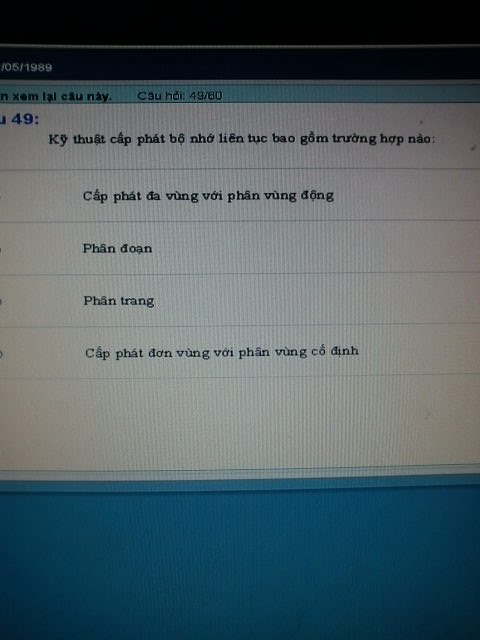 /05/1989
n xem lại câu này. Câu hỏi: 49/60
u 49:
Kỹ thuật cấp phát bộ nhớ liên tục bao gồm trường hợp nào:
Cấp phát đa vùng với phân vùng động
Phân đoạn
Phân trang
Cấp phát đơn vùng với phân vùng cố định